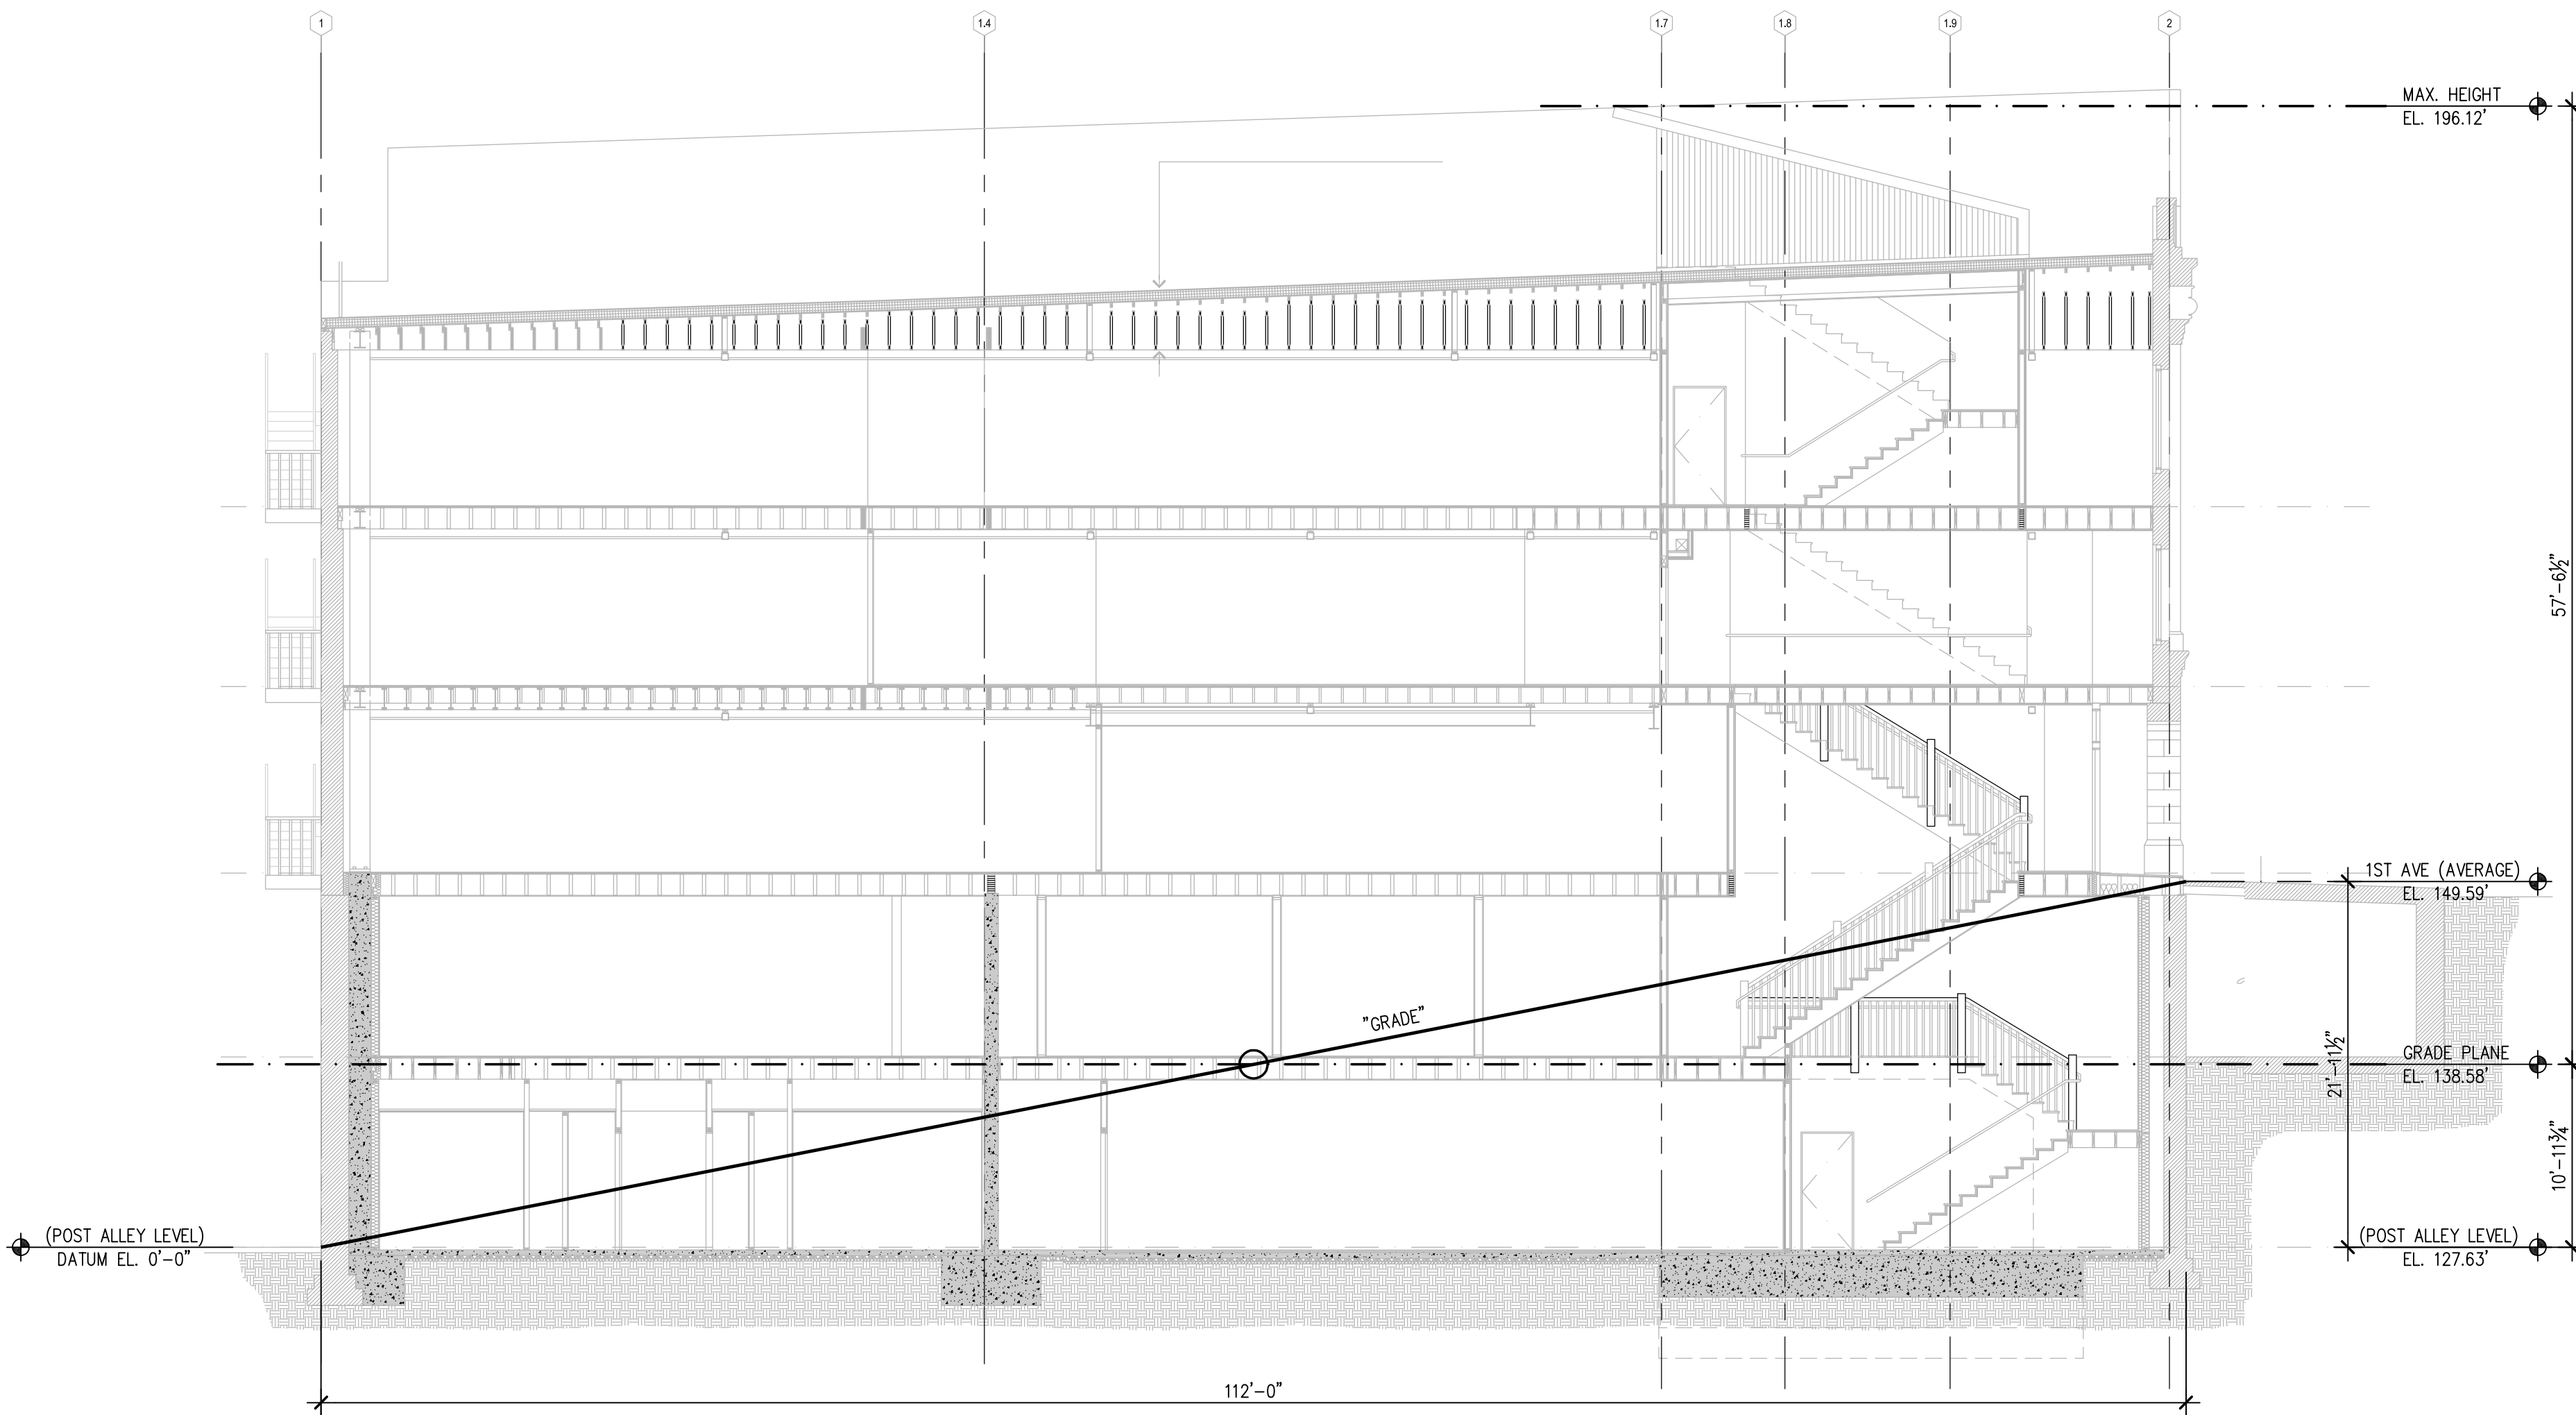 1
1.4
1.7
1.8
1.9
2
MAX. HEIGHT
EL. 196.12'
57'-6½"
1ST AVE (AVERAGE)
EL. 149.59'
"GRADE"
GRADE PLANE
EL. 138.58'
21'-11½"
10'-11¾"
(POST ALLEY LEVEL)
DATUM EL. 0'-0"
(POST ALLEY LEVEL)
EL. 127.63'
112'-0"